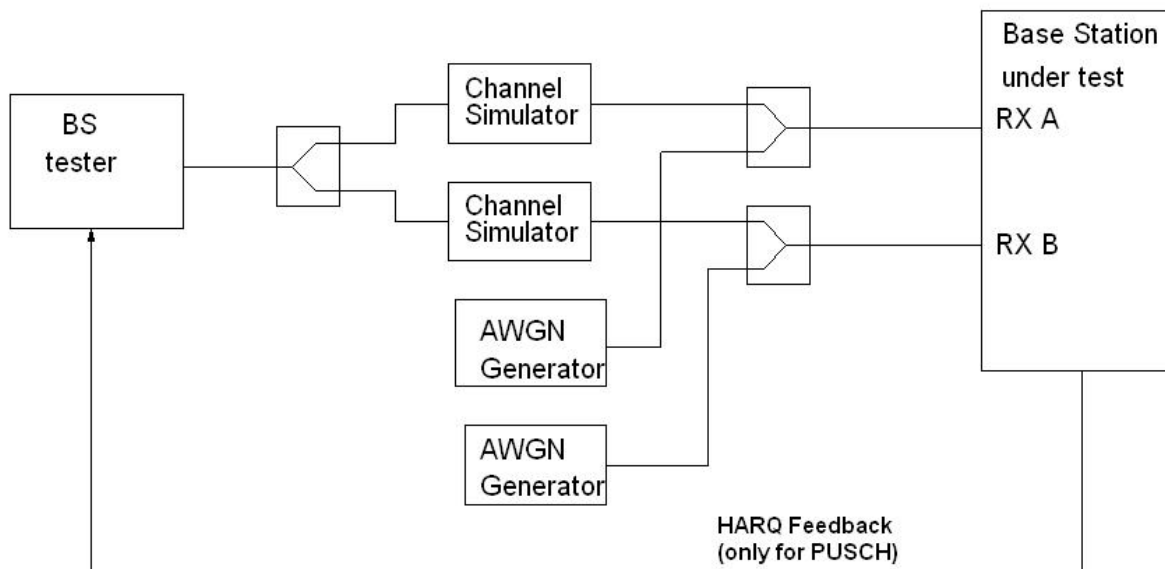 BS
tester
Channel
Simulator
Channel
Simulator
AWGN
Generator
AWGN
Generator
Base Station
under test
RX A
RX B
HARQ Feedback
(only for PUSCH)